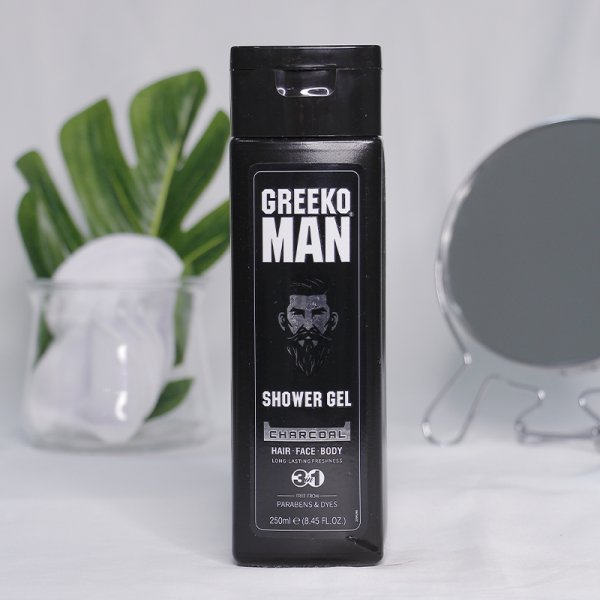 GREEKO
MAN®
SHOWER GEL
CHARCOAL
HAIR · FACE · BODY
LONG-LASTING FRESHNESS
3in1
FREE FROM
PARABENS & DYES
250ml ℮ (8.45 FL.OZ.)